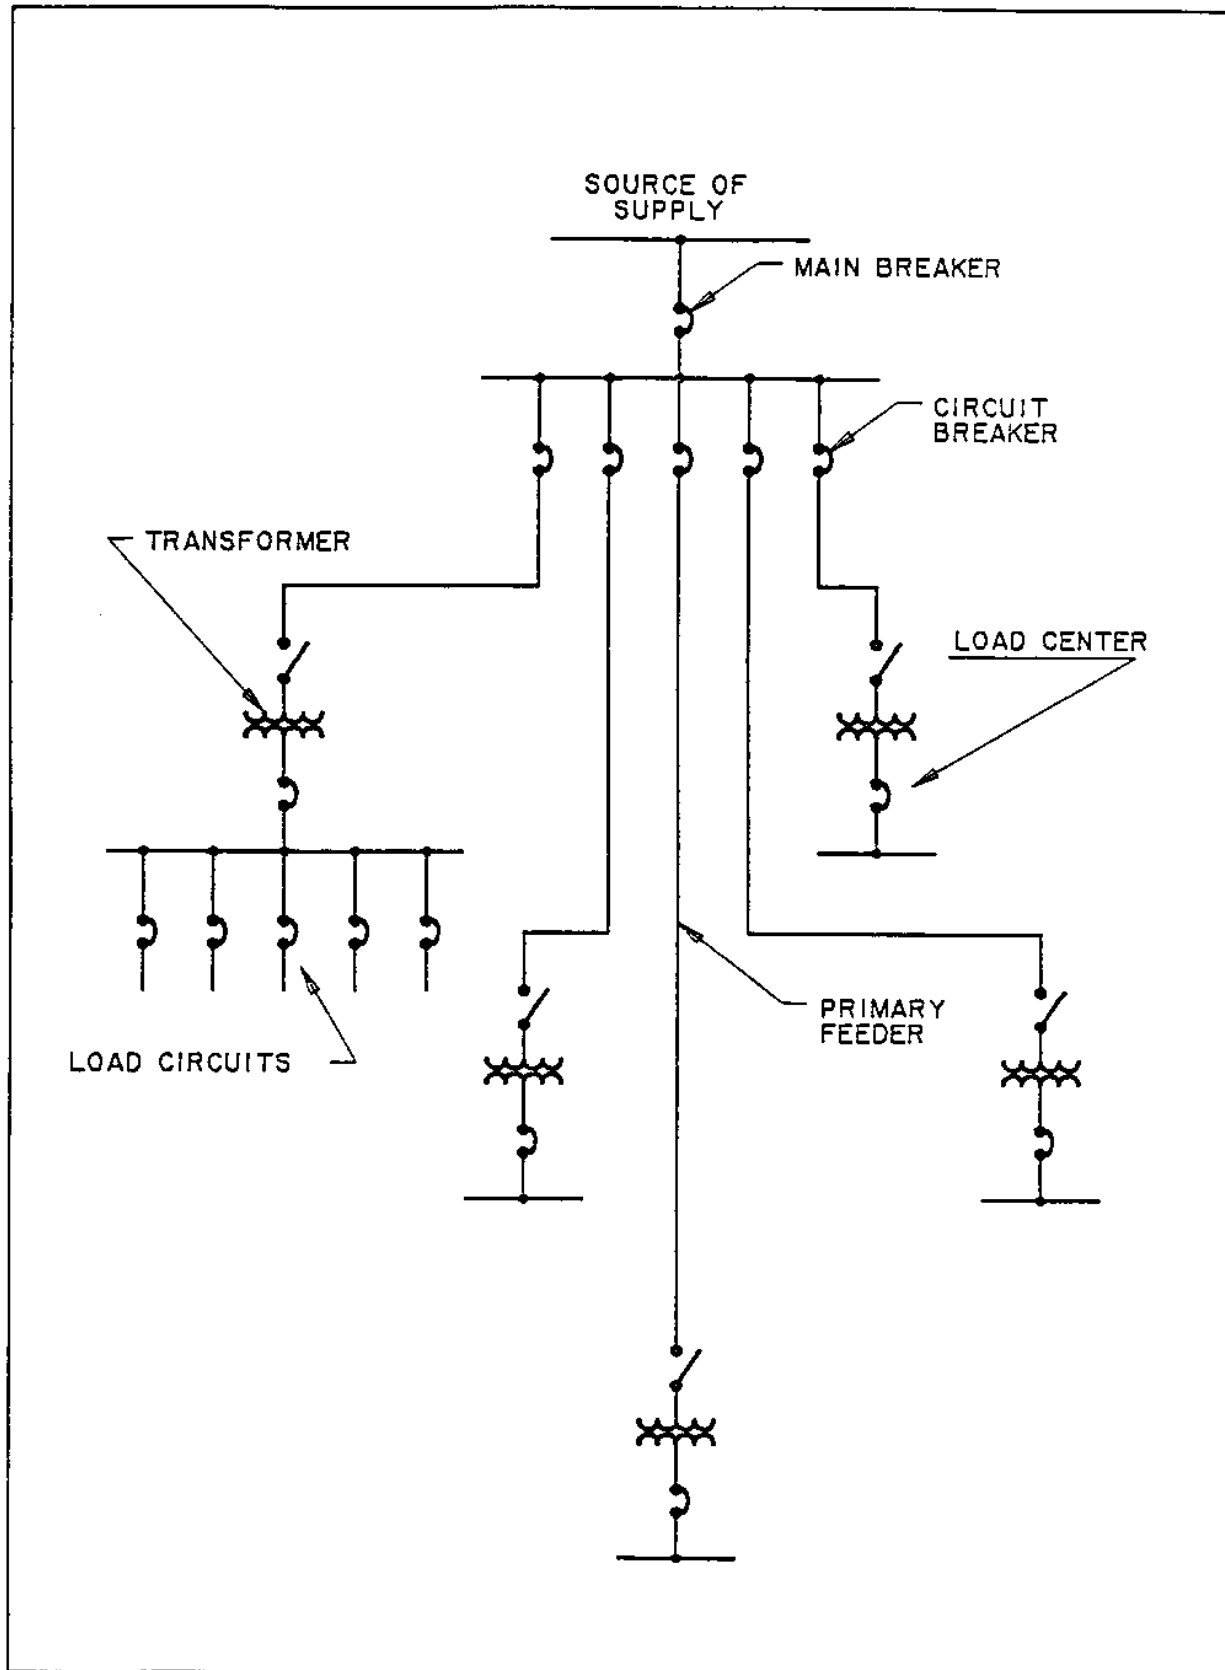 SOURCE OF
SUPPLY
MAIN BREAKER
CIRCUIT
BREAKER
TRANSFORMER
LOAD CENTER
PRIMARY
FEEDER
LOAD CIRCUITS